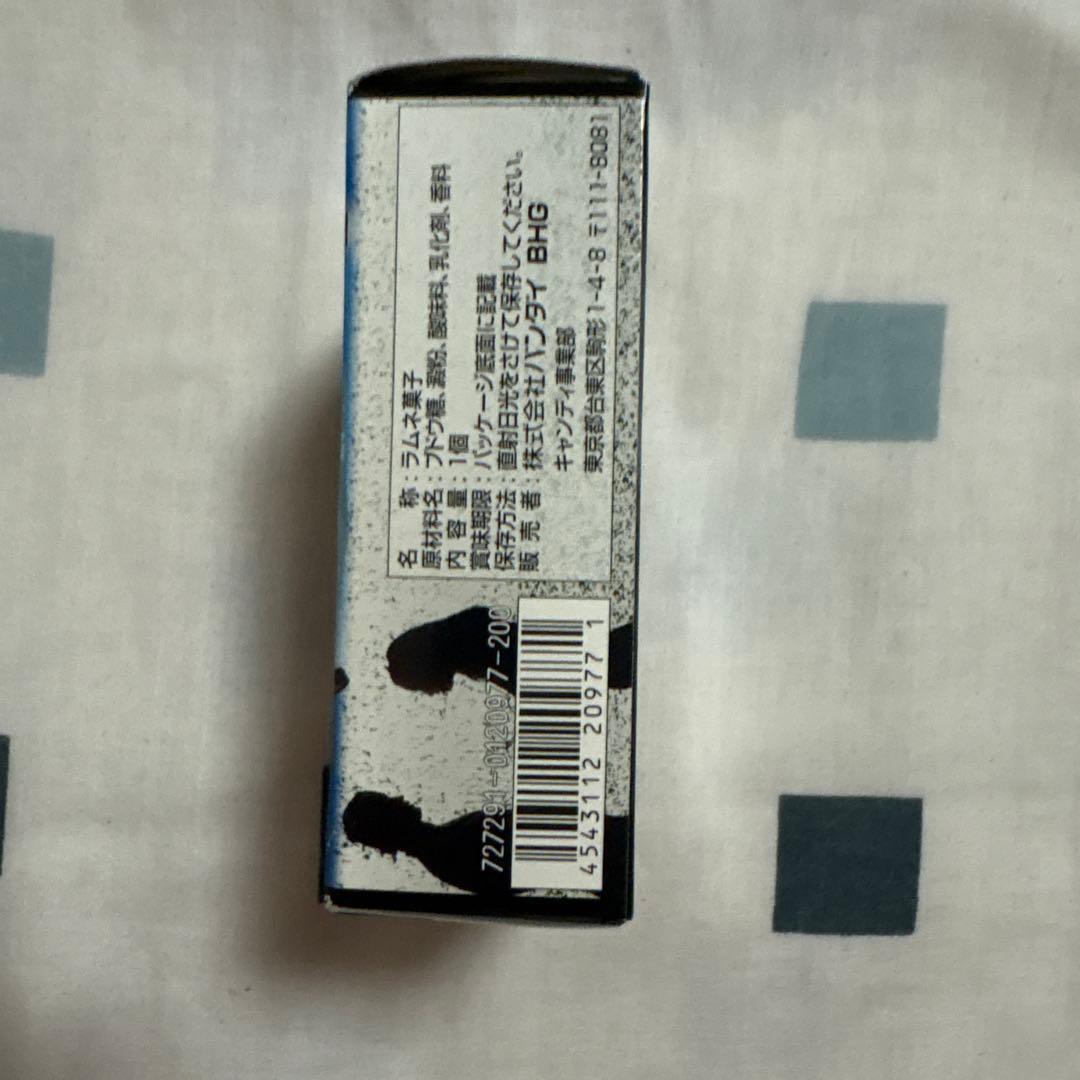 名称:ラムネ菓子
原材料名:ブドウ糖、澱粉、酸味料、乳化剤、香料
内容量:1個
賞味期限:パッケージ底面に記載
保存方法:直射日光をさけて保存してください。
販売者:株式会社バンダイ BHG
キャンディ事業部
東京都台東区駒形1-4-8 〒111-8081
727291-0120977-200
4543112 209771